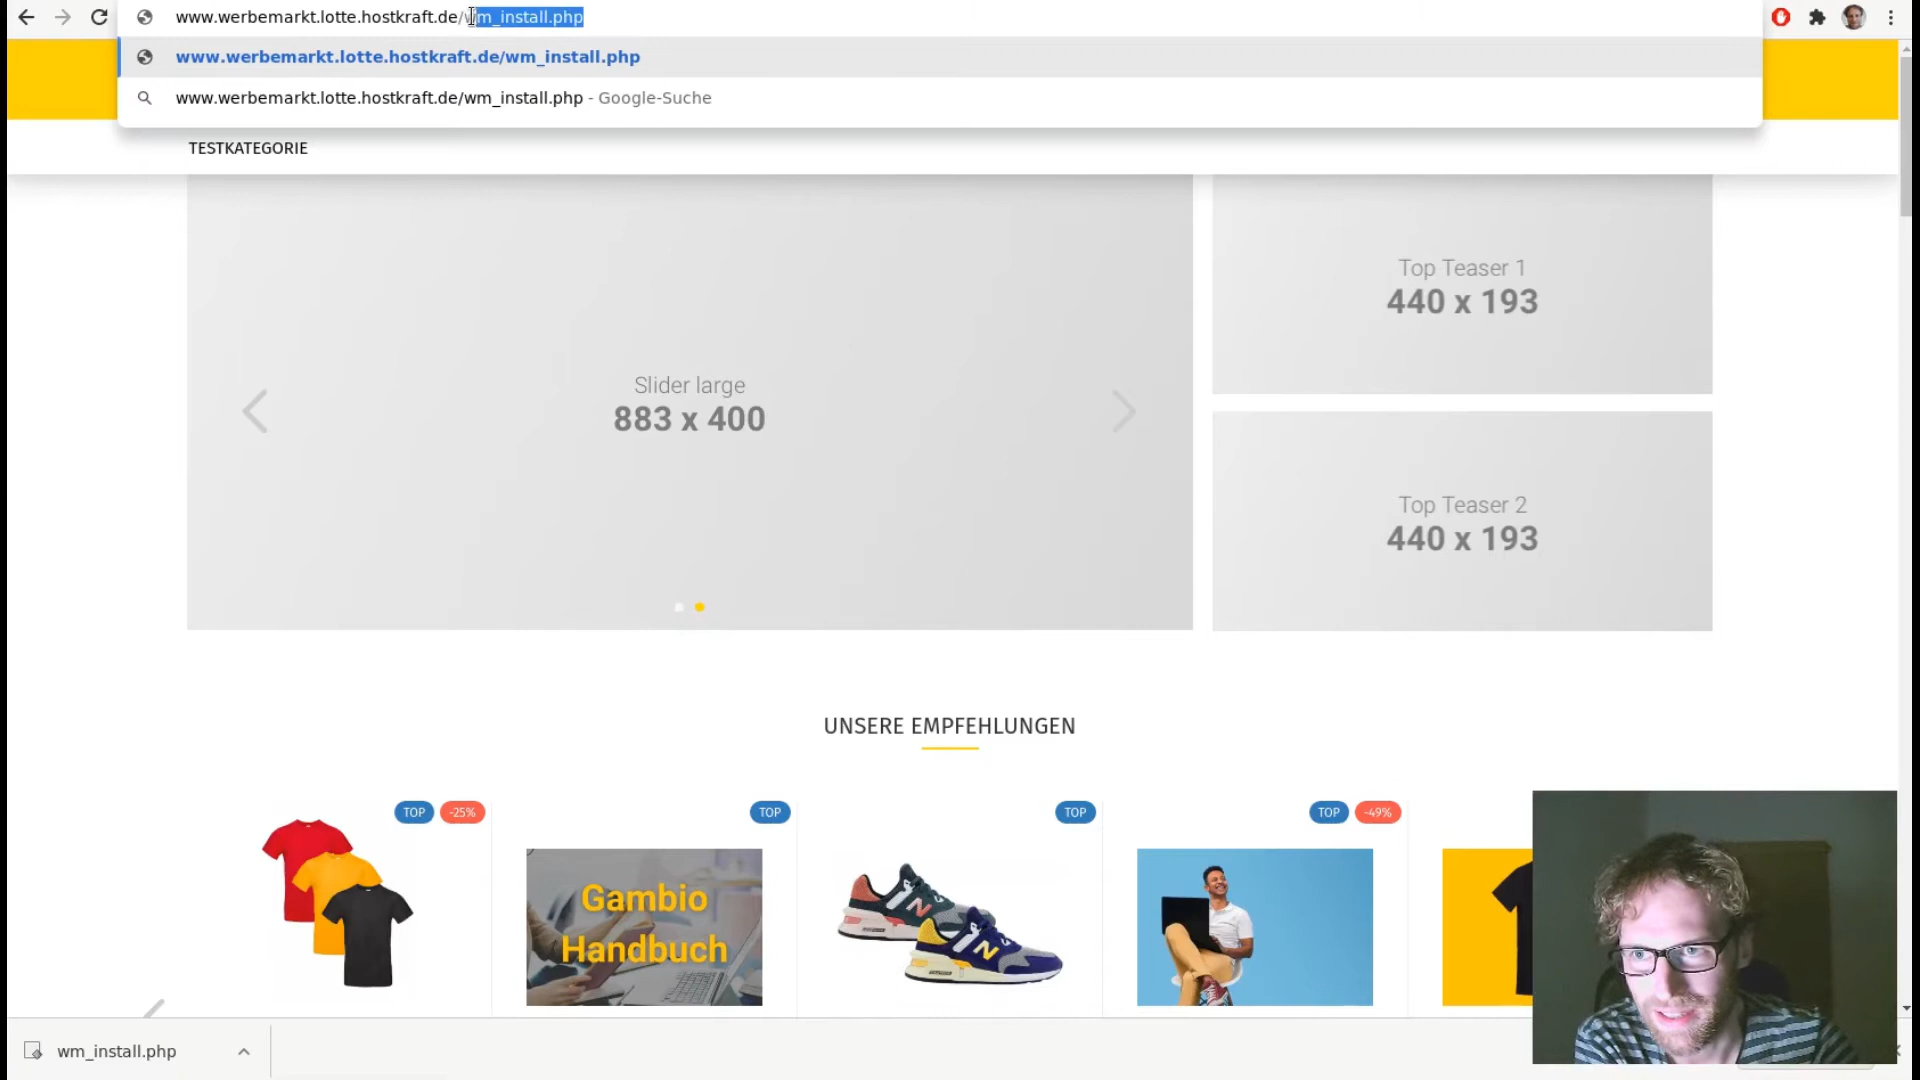 www.werbemarkt.lotte.hostkraft.de/wm_install.php
www.werbemarkt.lotte.hostkraft.de/wm_install.php
www.werbemarkt.lotte.hostkraft.de/wm_install.php - Google-Suche
TESTKATEGORIE
Slider large
883 x 400
Top Teaser 1
440 x 193
Top Teaser 2
440 x 193
UNSERE EMPFEHLUNGEN
TOP -25%
TOP
TOP
TOP -49%
Gambio
Handbuch
N
N
wm_install.php